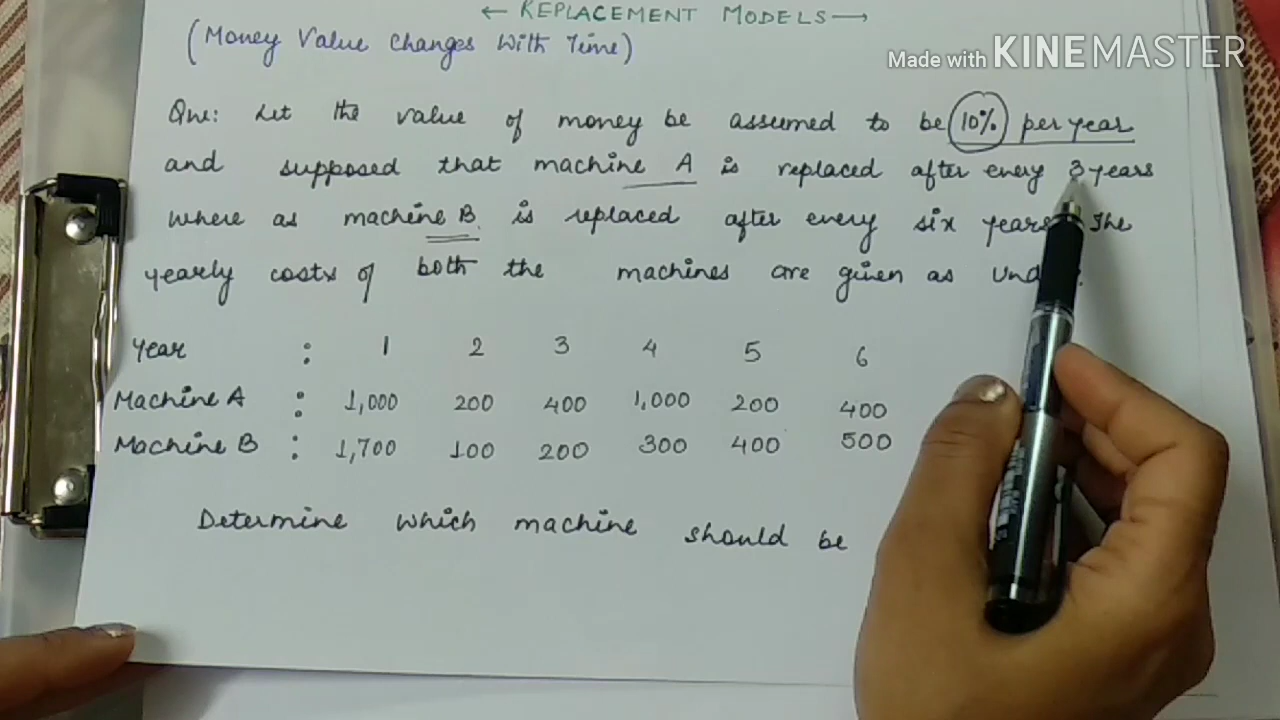 ← REPLACEMENT MODELS →
(Money Value Changes With Time)
Made with KINEMASTER
Que: Let the value of money be assumed to be 10% per year
and supposed that machine A is replaced after every 3 years
where as machine B is replaced after every six years. The
yearly costs of both the machines are given as
Year : 1 2 3 4 5 6
Machine A : 1,000 200 400 1,000 200 400
Machine B : 1,700 100 200 300 400 500
Determine which machine should be